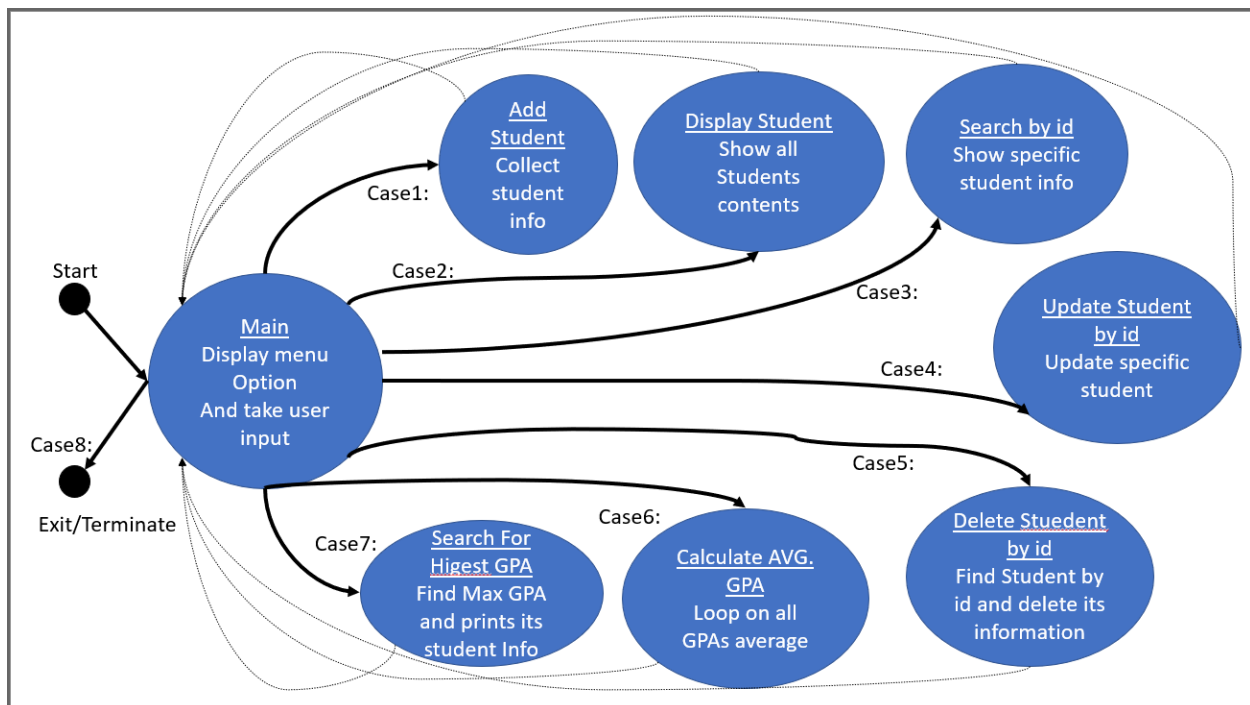 Add
Student
Collect
student
info
Display Student
Show all
Students
contents
Search by id
Show specific
student info
Case1:
Case2:
Case3:
Start
Main
Display menu
Option
And take user
input
Update Student
by id
Update specific
student
Case4:
Case8:
Exit/Terminate
Case5:
Case6:
Case7:
Search For
Higest GPA
Find Max GPA
and prints its
student Info
Calculate AVG.
GPA
Loop on all
GPAs average
Delete Stuedent
by id
Find Student by
id and delete its
information